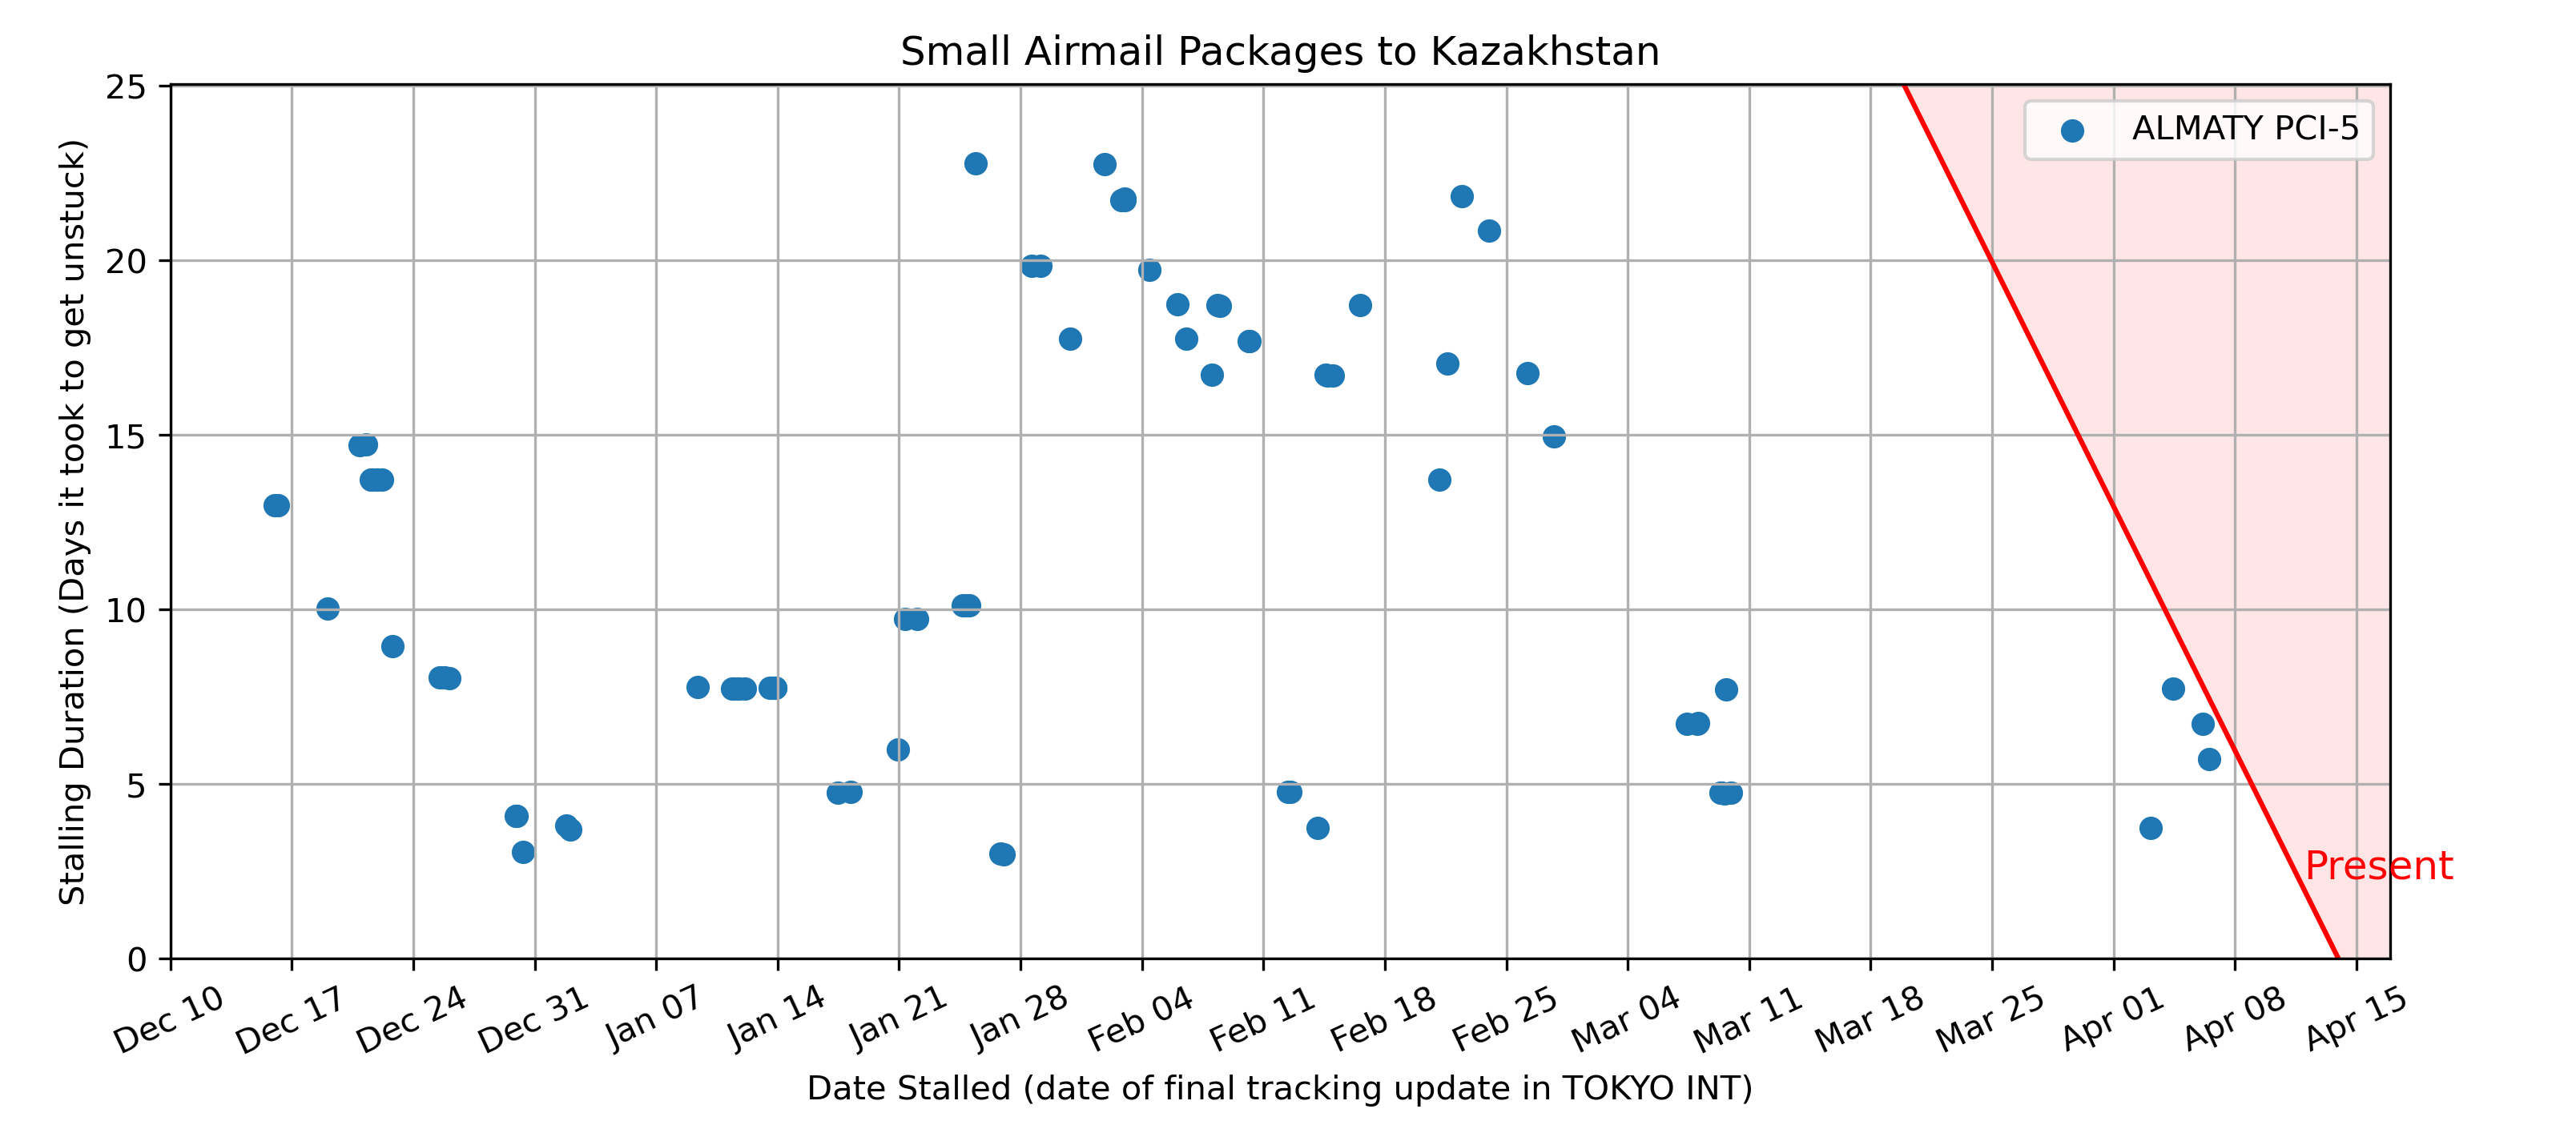 Small Airmail Packages to Kazakhstan
Stalling Duration (Days it took to get unstuck)
25
20
15
10
5
0
ALMATY PCI-5
Present
Dec 10
Dec 17
Dec 24
Dec 31
Jan 07
Jan 14
Jan 21
Jan 28
Feb 04
Feb 11
Feb 18
Feb 25
Mar 04
Mar 11
Mar 18
Mar 25
Apr 01
Apr 08
Apr 15
Date Stalled (date of final tracking update in TOKYO INT)